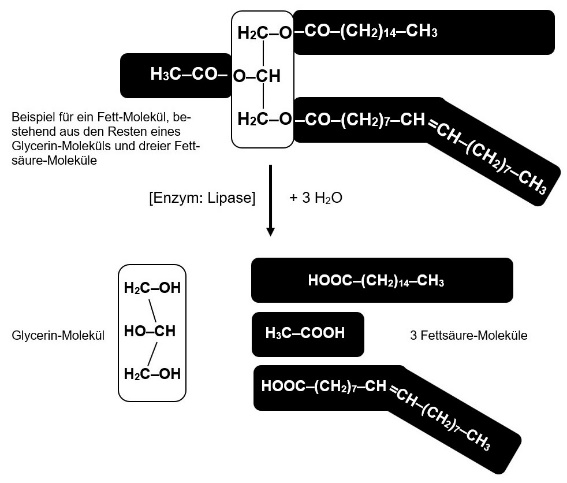 H₂C–O–CO–(CH₂)₁₄–CH₃
H₃C–CO–O–CH
H₂C–O–CO–(CH₂)₇–CH=CH–(CH₂)₇–CH₃
Beispiel für ein Fett-Molekül, be-
stehend aus den Resten eines
Glycerin-Moleküls und dreier Fett-
säure-Moleküle
[Enzym: Lipase] + 3 H₂O
H₂C–OH
HO–CH
H₂C–OH
Glycerin-Molekül
HOOC–(CH₂)₁₄–CH₃
H₃C–COOH
3 Fettsäure-Moleküle
HOOC–(CH₂)₇–CH=CH–(CH₂)₇–CH₃